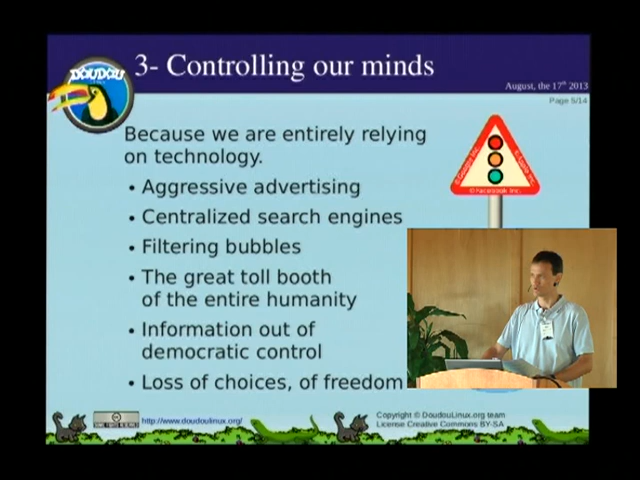 DOUDOU
3- Controlling our minds
August, the 17th 2013
Page 5/14
Because we are entirely relying
on technology.
• Aggressive advertising
• Centralized search engines
• Filtering bubbles
• The great toll booth
of the entire humanity
• Information out of
democratic control
• Loss of choices, of freedom
© Facebook Inc.
http://www.doudoulinux.org/
Copyright © DoudouLinux.org team
License Creative Commons BY-SA